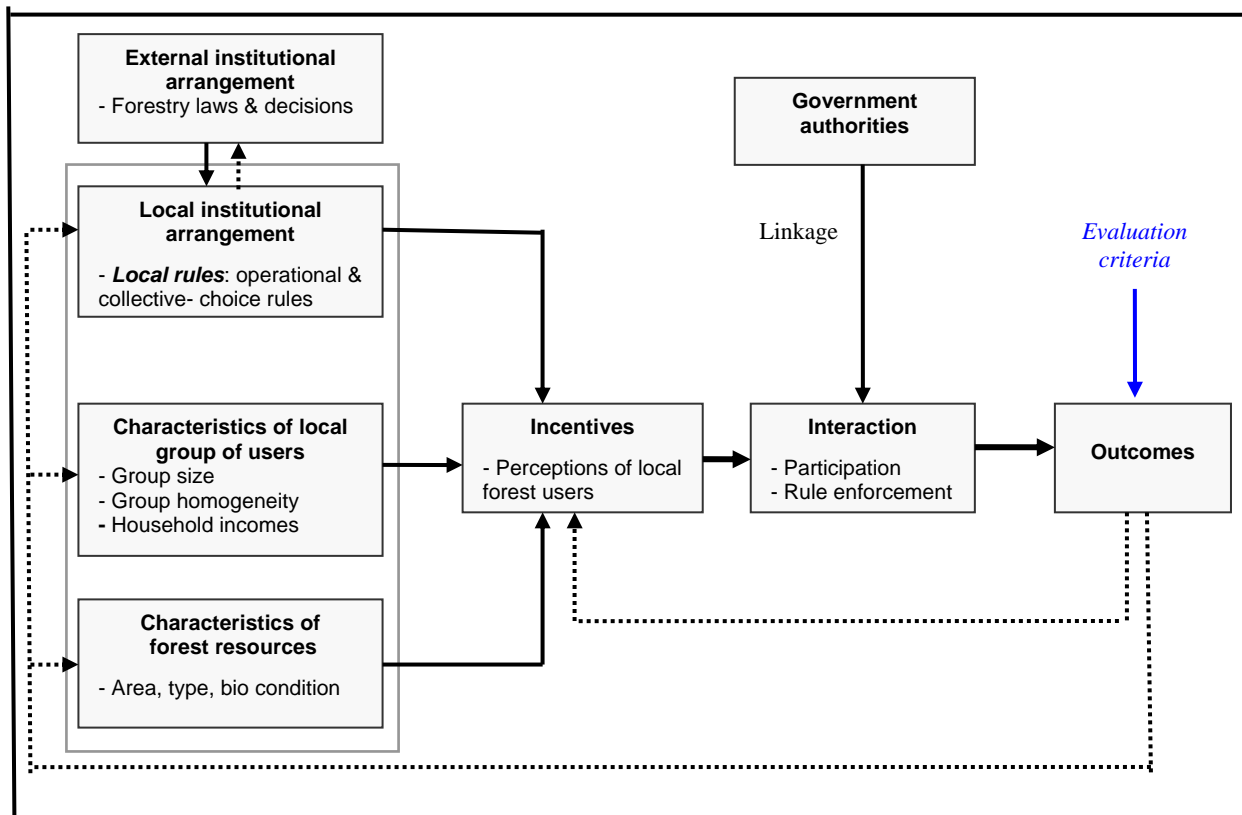 External institutional
arrangement
- Forestry laws & decisions
Government
authorities
Local institutional
arrangement
- Local rules: operational &
collective- choice rules
Linkage
Evaluation
criteria
Characteristics of local
group of users
- Group size
- Group homogeneity
- Household incomes
Incentives
- Perceptions of local
forest users
Interaction
- Participation
- Rule enforcement
Outcomes
Characteristics of
forest resources
- Area, type, bio condition